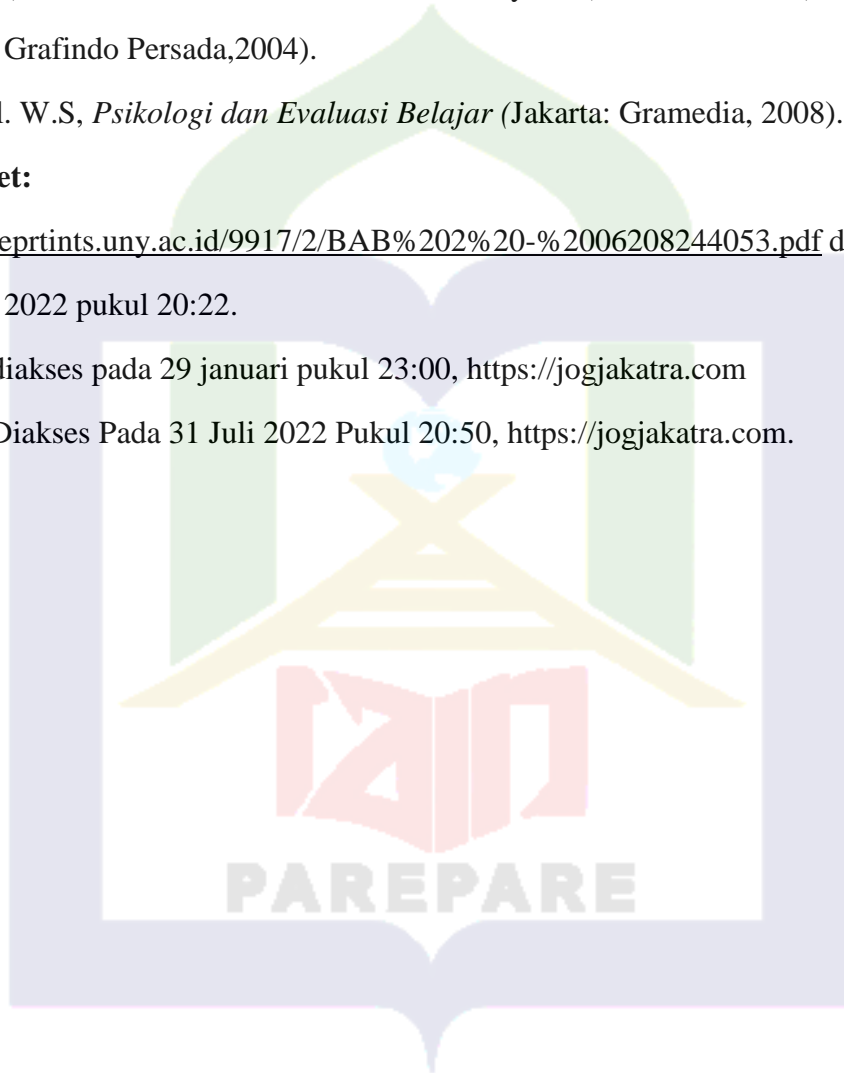 Grafindo Persada,2004).
W.S, Psikologi dan Evaluasi Belajar (Jakarta: Gramedia, 2008).
eprtints.uny.ac.id/9917/2/BAB%202%20-%2006208244053.pdf
2022 pukul 20:22.
diakses pada 29 januari pukul 23:00, https://jogjakatra.com
Diakses Pada 31 Juli 2022 Pukul 20:50, https://jogjakatra.com.
PAREPARE